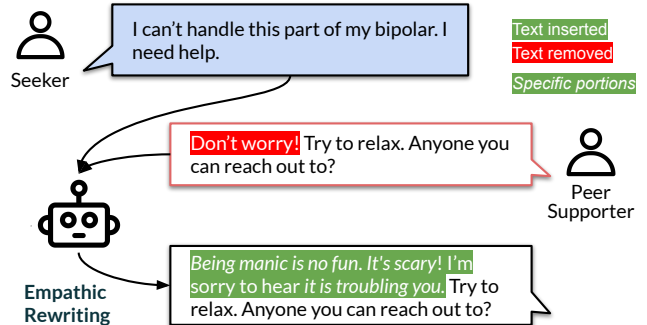 I can't handle this part of my bipolar. I
need help.
Seeker
Text inserted
Text removed
Specific portions
Don't worry! Try to relax. Anyone you
can reach out to?
Peer
Supporter
Being manic is no fun. It's scary! I'm
sorry to hear it is troubling you. Try to
relax. Anyone you can reach out to?
Empathic
Rewriting